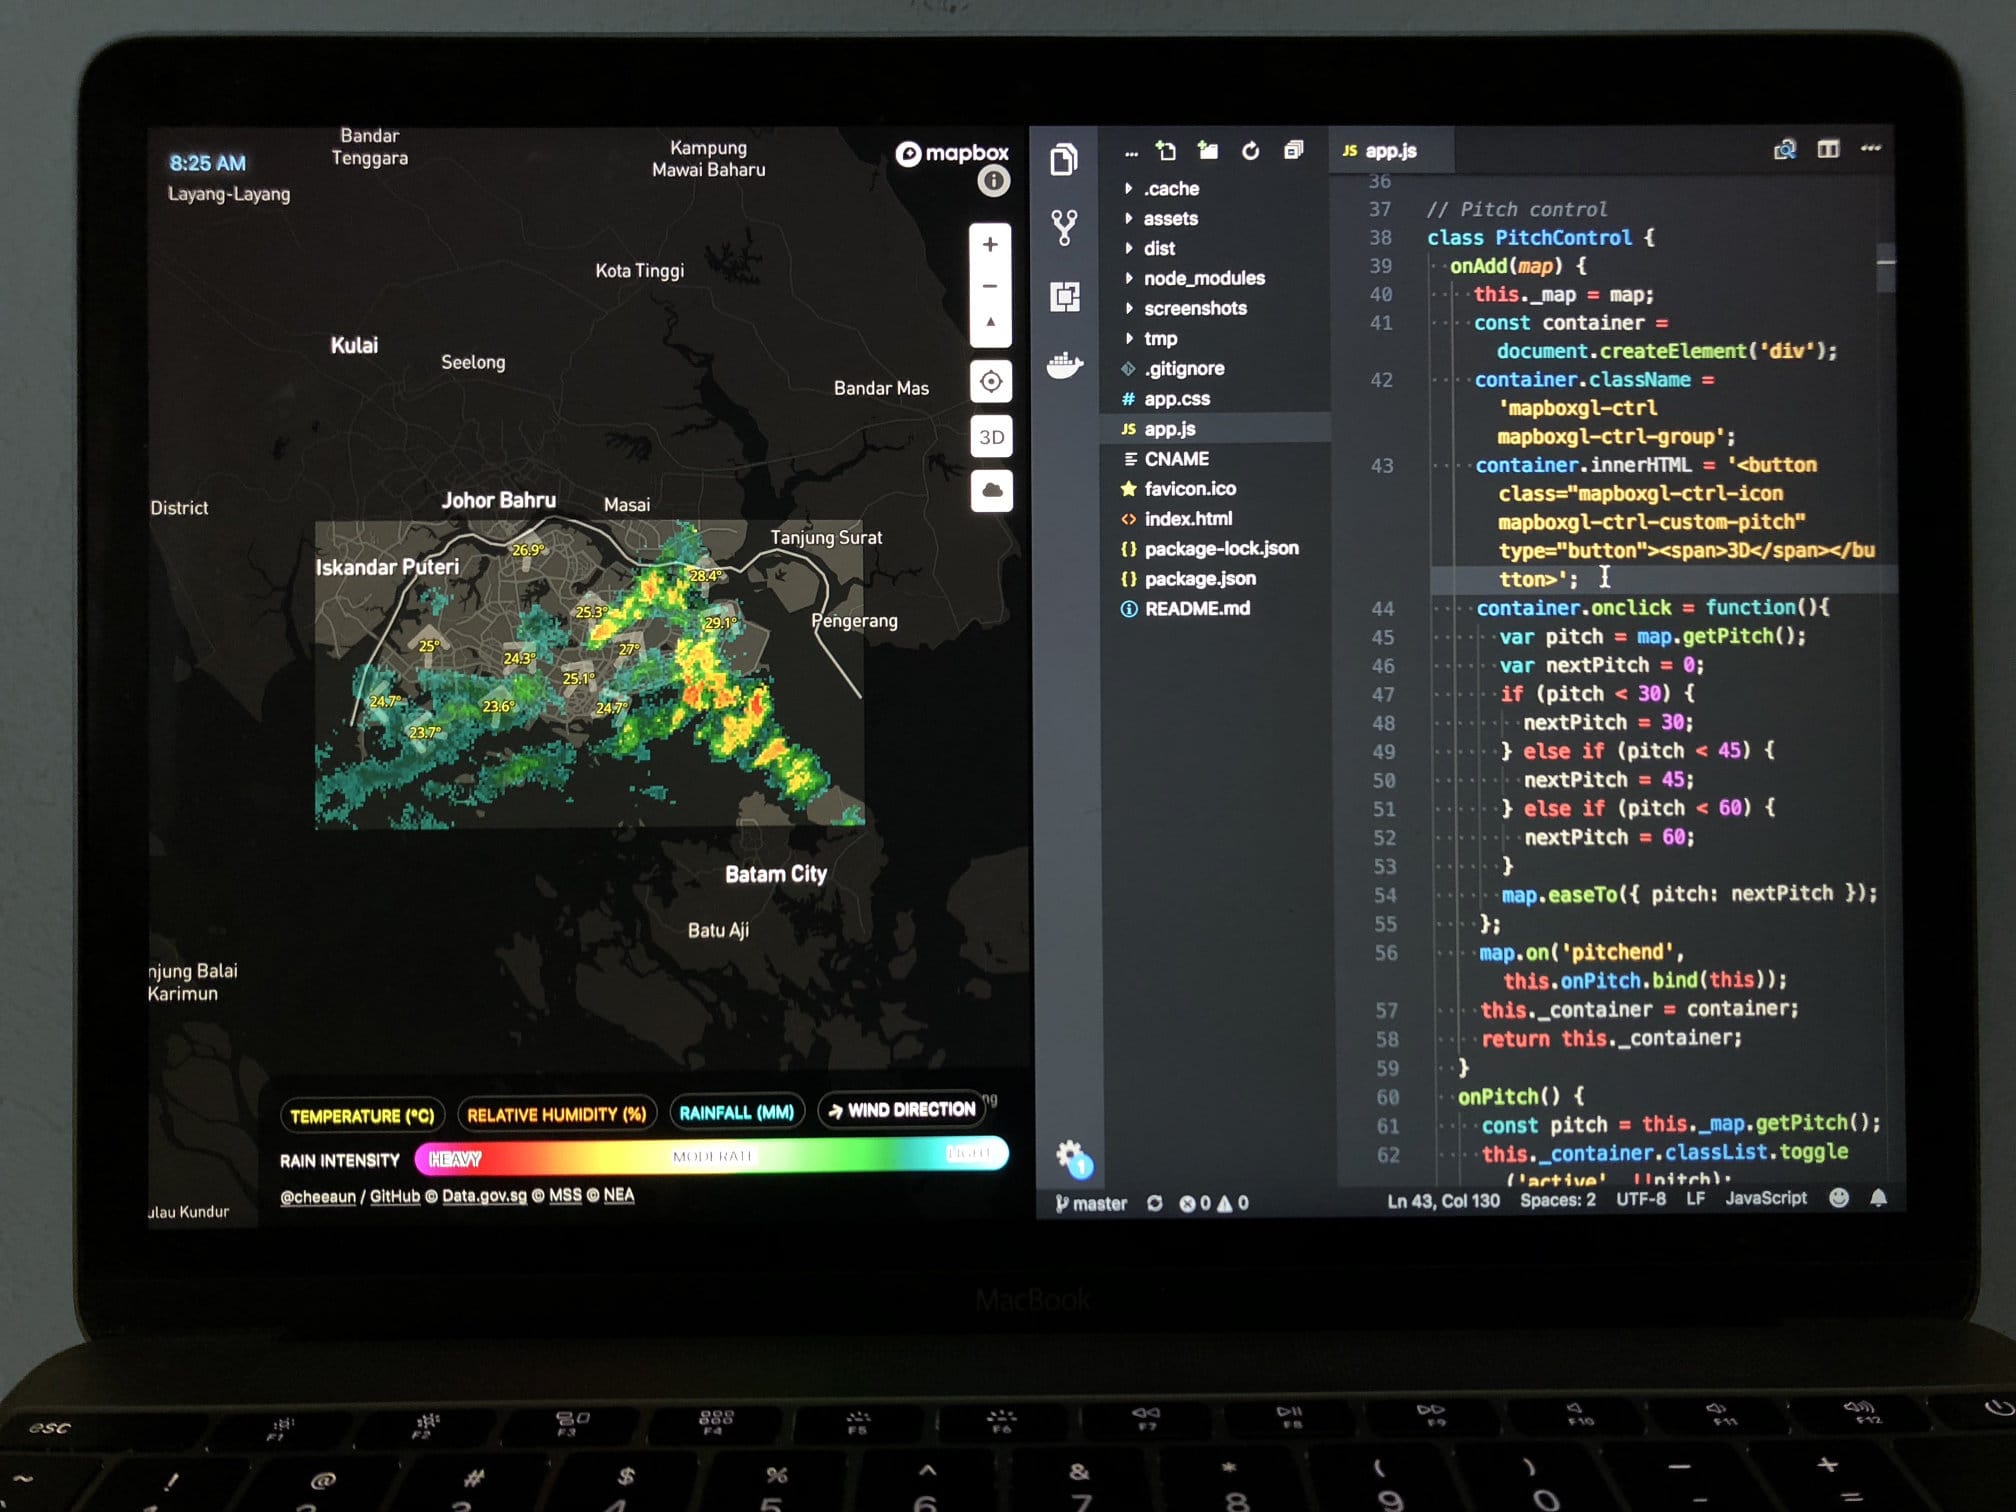 8:25 AM
Layang-Layang
Bandar
Tenggara
Kampung
Mawai Baharu
mapbox
Kota Tinggi
Kulai
Seelong
Bandar Mas
3D
District
Johor Bahru
Masai
Tanjung Surat
Iskandar Puteri
Pengerang
26.9°
28.4°
25.3°
29.1°
25°
24.3°
27°
25.1°
24.7°
23.6°
24.7°
23.7°
Batam City
Batu Aji
njung Balai
Karimun
ulau Kundur
ng
TEMPERATURE (°C)
RELATIVE HUMIDITY (%)
RAINFALL (MM)
WIND DIRECTION
RAIN INTENSITY
HEAVY
MODERATE
LIGHT
@cheeaun / GitHub © Data.gov.sg © MSS © NEA
...
.cache
assets
dist
node_modules
screenshots
tmp
.gitignore
# app.css
JS app.js
CNAME
favicon.ico
<> index.html
{} package-lock.json
{} package.json
README.md
1
JS app.js
36
37 // Pitch control
38 class PitchControl {
39 onAdd(map) {
40 this._map = map;
41 const container =
document.createElement('div');
42 container.className =
'mapboxgl-ctrl
mapboxgl-ctrl-group';
43 container.innerHTML = '<button
class="mapboxgl-ctrl-icon
mapboxgl-ctrl-custom-pitch"
type="button"><span>3D</span></bu
tton>';
44 container.onclick = function(){
45 var pitch = map.getPitch();
46 var nextPitch = 0;
47 if (pitch < 30) {
48 nextPitch = 30;
49 } else if (pitch < 45) {
50 nextPitch = 45;
51 } else if (pitch < 60) {
52 nextPitch = 60;
53 }
54 map.easeTo({ pitch: nextPitch });
55 };
56 map.on('pitchend',
this.onPitch.bind(this));
57 this._container = container;
58 return this._container;
59 }
60 onPitch() {
61 const pitch = this._map.getPitch();
62 this._container.classList.toggle
('active', !!pitch);
master 0 0
Ln 43, Col 130 Spaces: 2 UTF-8 LF JavaScript
MacBook
esc F1 F2 F3 F4 F5 F6 F7 F8 F9 F10 F11 F12
~ ! @ # $ % ^ & * ( ) — +
4 5 6 7 8 9 0 - =